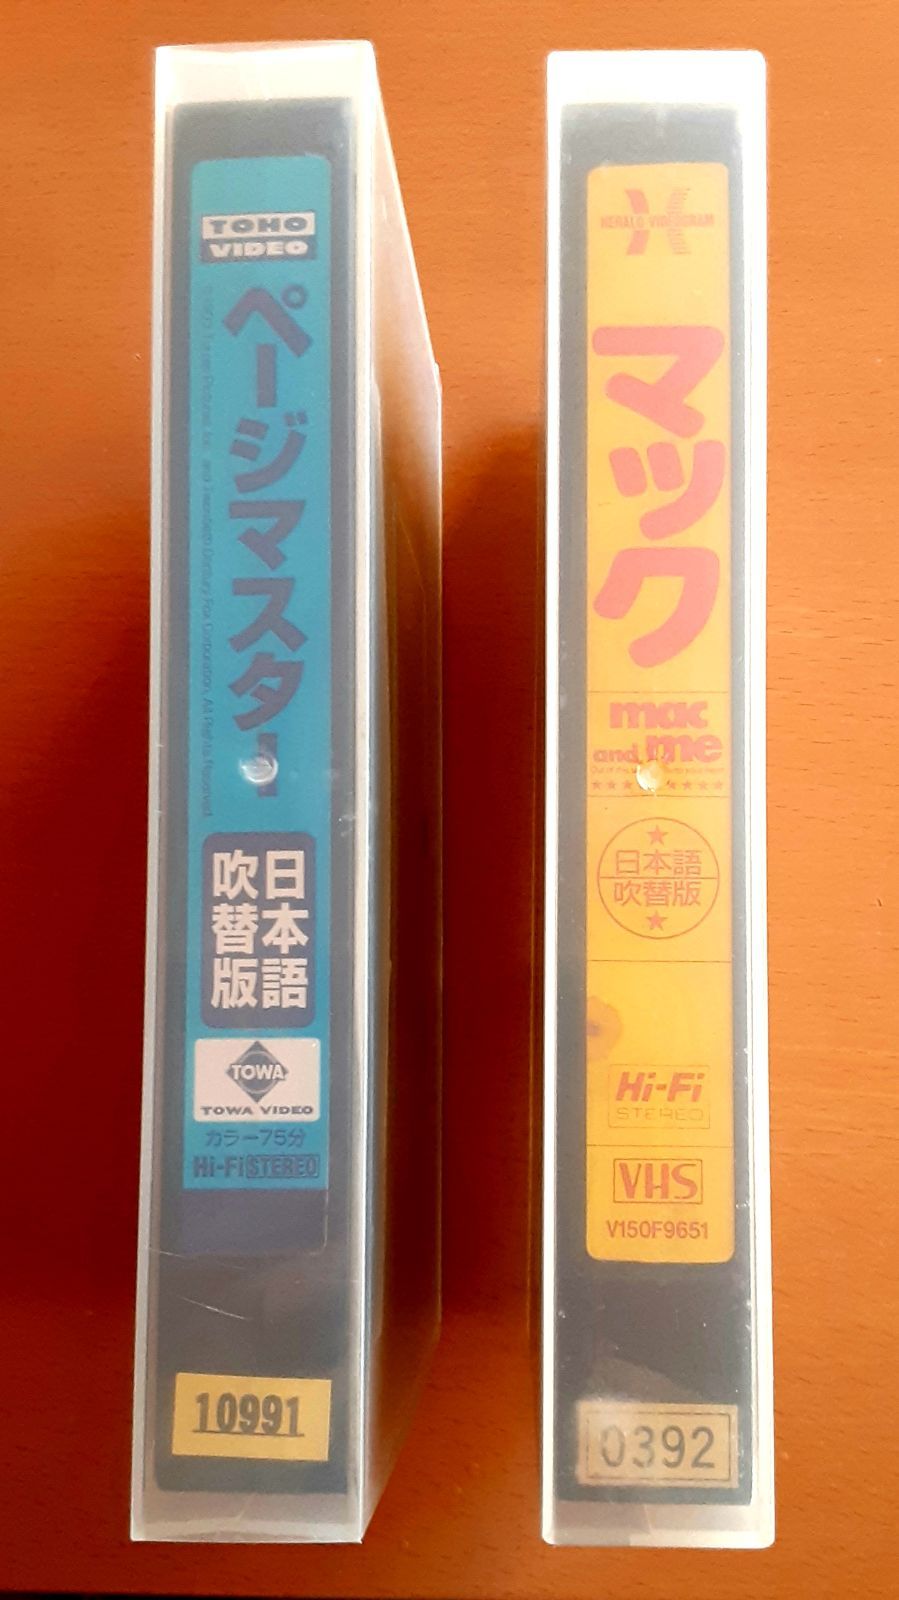 TOHO
VIDEO
ページマスター
日本語
吹替版
TOWA
TOWA VIDEO
カラー75分
Hi-Fi STEREO
10991
HERALD VIDEOGRAM
マック
mac
and me
★
日本語
吹替版
★
Hi-Fi
STEREO
VHS
V150F9651
0392